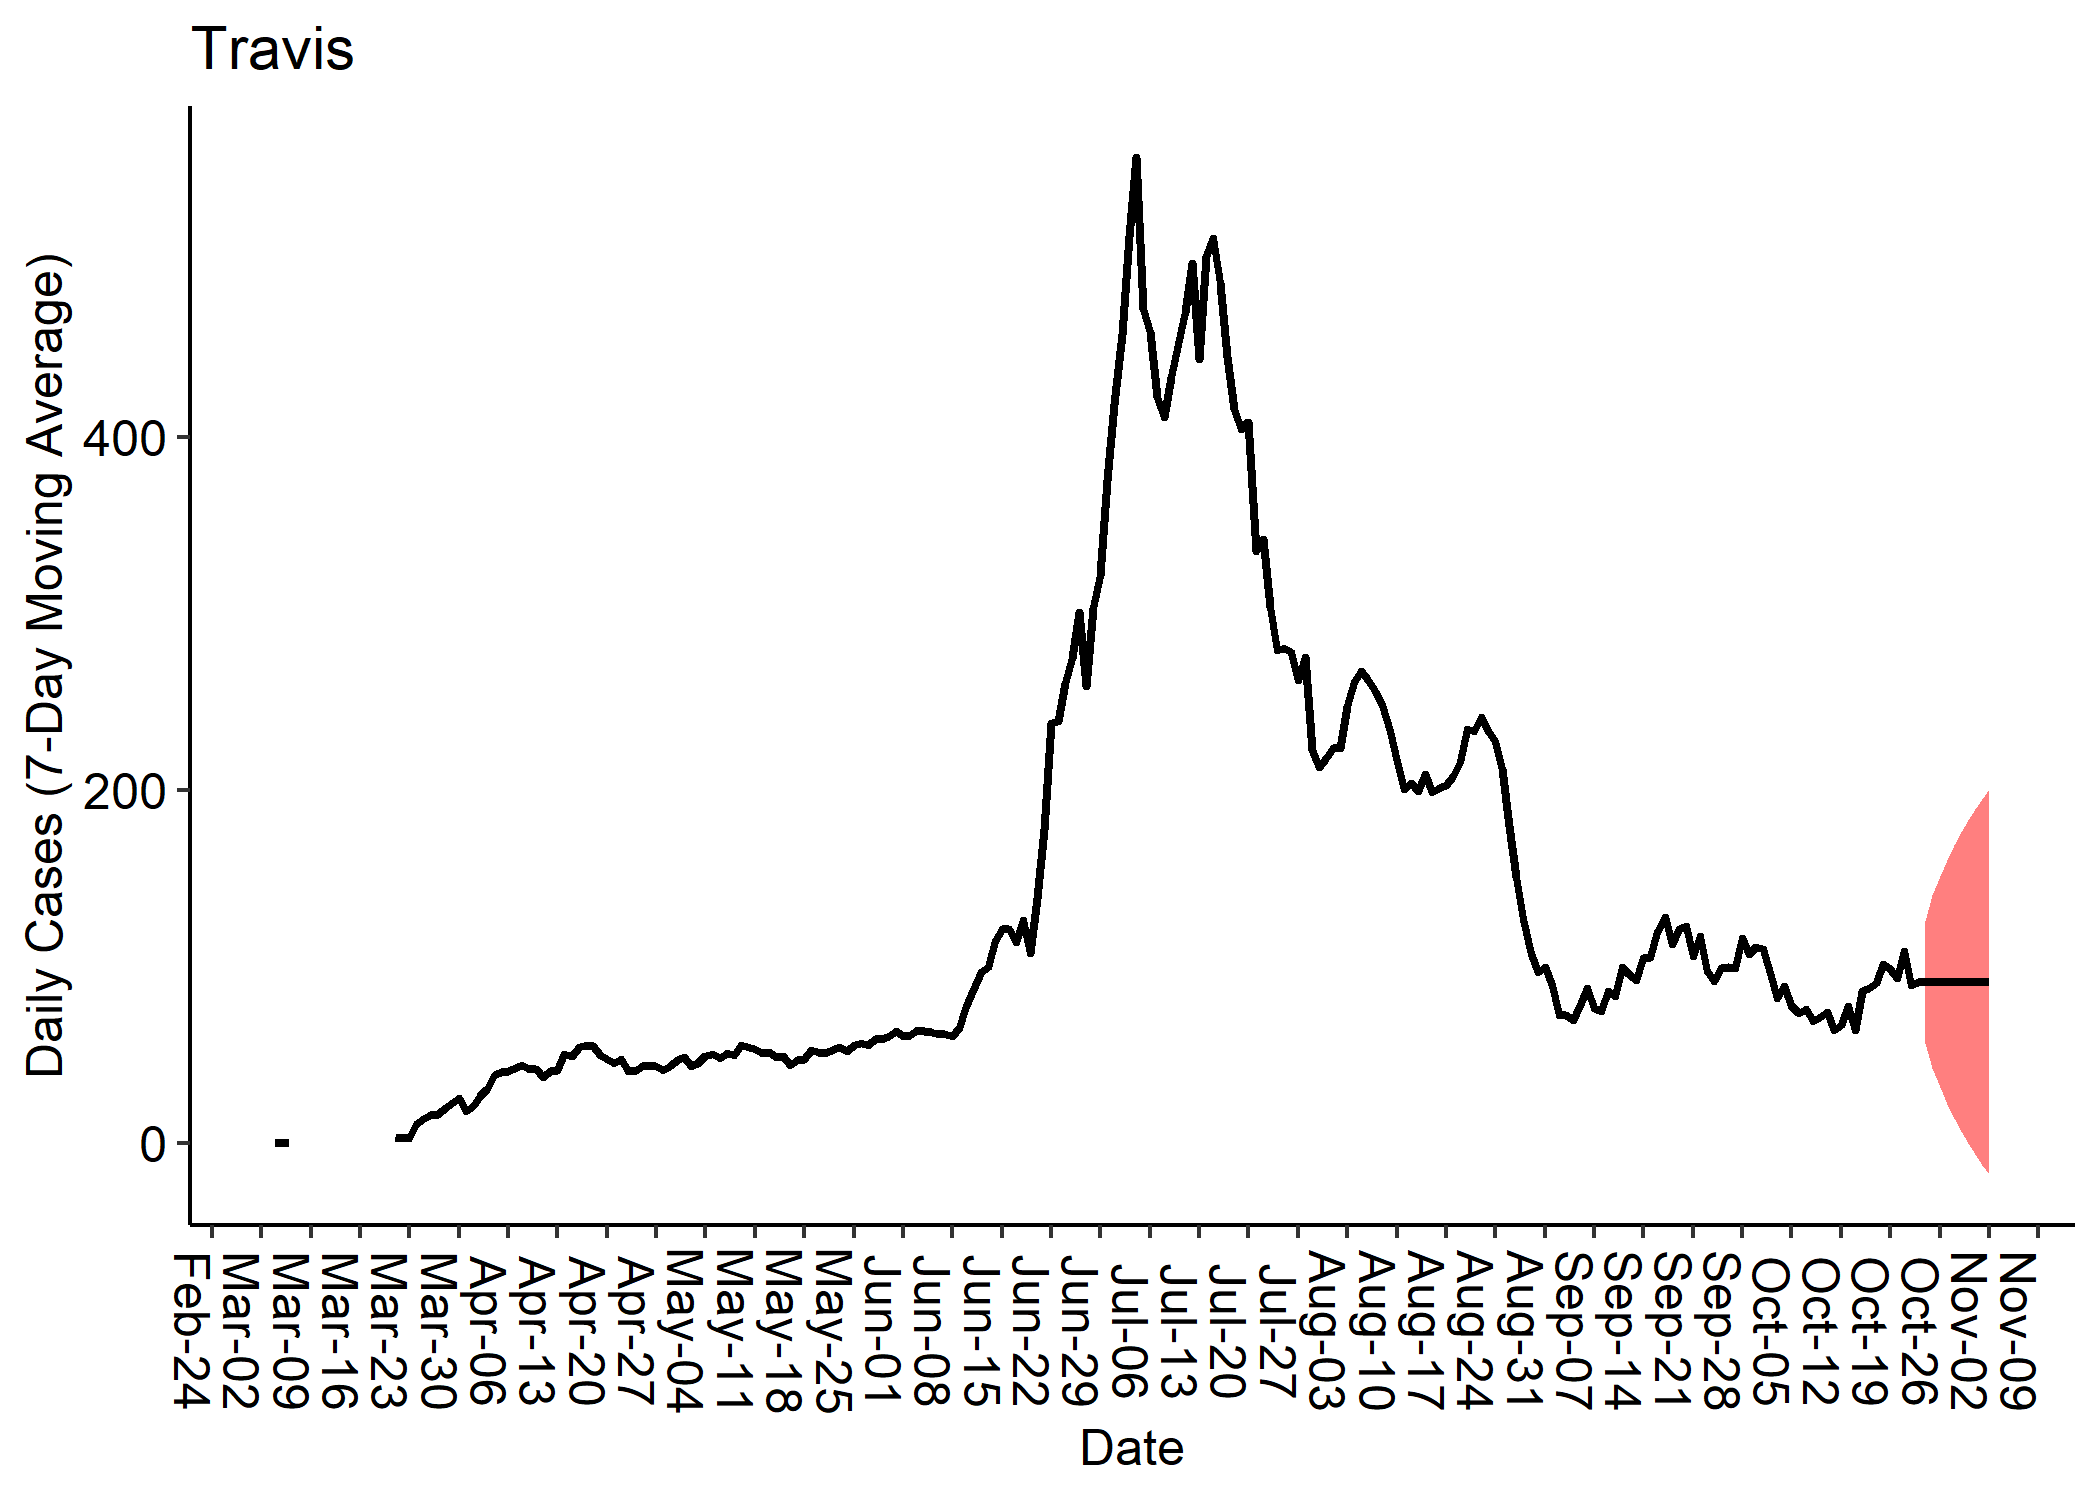 Travis
Daily Cases (7-Day Moving Average)
400
200
0
Feb-24
Mar-02
Mar-09
Mar-16
Mar-23
Mar-30
Apr-06
Apr-13
Apr-20
Apr-27
May-04
May-11
May-18
May-25
Jun-01
Jun-08
Jun-15
Jun-22
Jun-29
Jul-06
Jul-13
Jul-20
Jul-27
Aug-03
Aug-10
Aug-17
Aug-24
Aug-31
Sep-07
Sep-14
Sep-21
Sep-28
Oct-05
Oct-12
Oct-19
Oct-26
Nov-02
Nov-09
Date